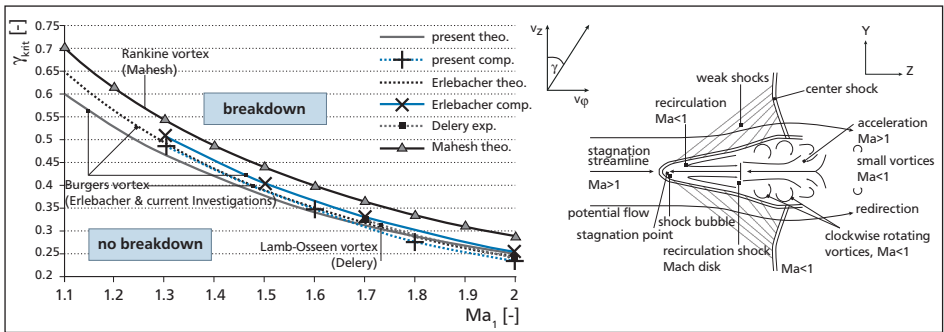 γkrit [-]
0.75
0.7
0.65
0.6
0.55
0.5
0.45
0.4
0.35
0.3
0.25
0.2
1.1
1.2
1.3
1.4
1.5
1.6
1.7
1.8
1.9
2
Ma1 [-]
Rankine vortex
(Mahesh)
breakdown
present theo.
present comp.
Erlebacher theo.
Erlebacher comp.
Delery exp.
Mahesh theo.
Burgers vortex
(Erlebacher & current Investigations)
no breakdown
Lamb-Osseen vortex
(Delery)
vz
γ
vφ
Y
Z
weak shocks
center shock
recirculation
Ma<1
acceleration
Ma>1
stagnation
streamline
Ma>1
small vortices
Ma<1
potential flow
shock bubble
stagnation point
redirection
recirculation shock
Mach disk
clockwise rotating
vortices, Ma<1
Ma<1